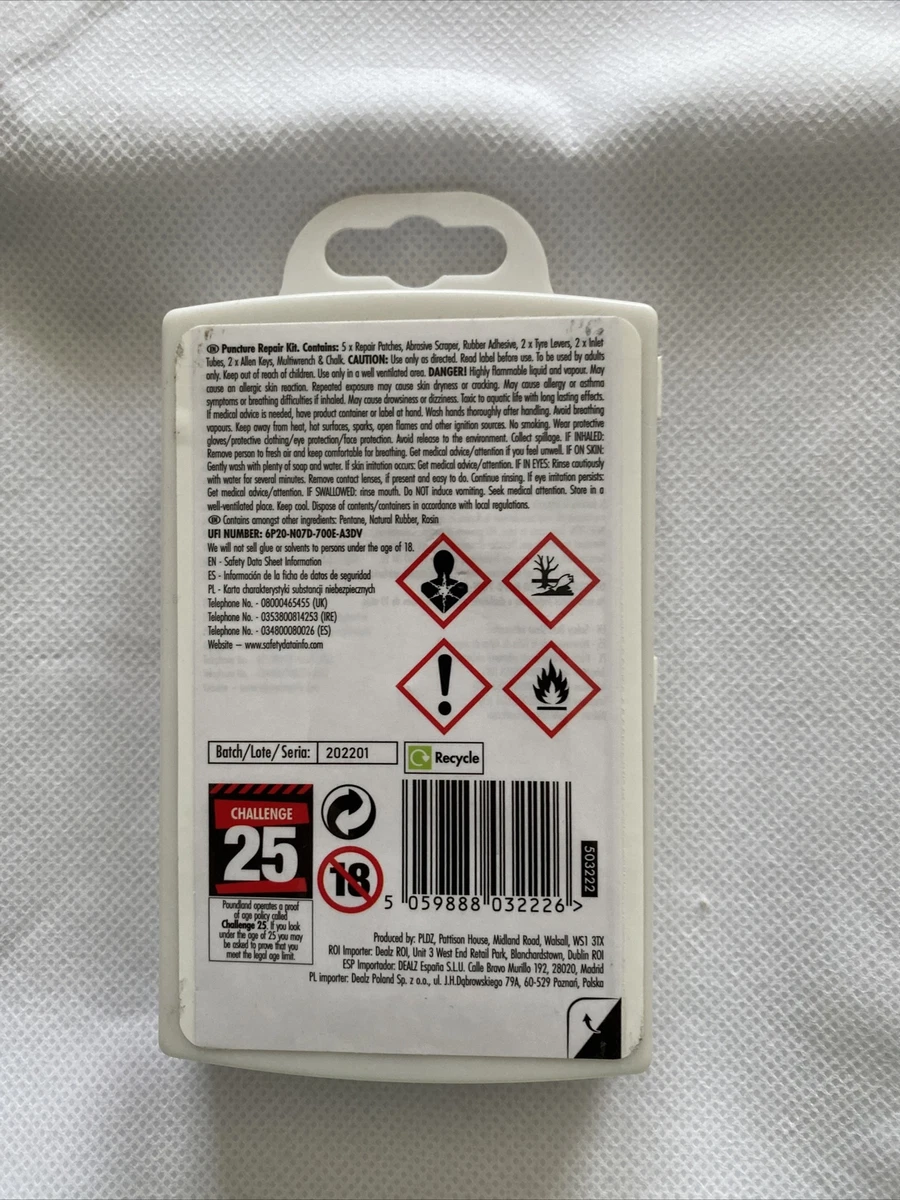 EN Puncture Repair Kit. Contains: 5 x Repair Patches, Abrasive Scraper, Rubber Adhesive, 2 x Tyre Levers, 2 x Inlet
Tubes, 2 x Allen Keys, Multiwrench & Chalk. CAUTION: Use only as directed. Read label before use. To be used by adults
only. Keep out of reach of children. Use only in a well ventilated area. DANGER! Highly flammable liquid and vapour. May
cause an allergic skin reaction. Repeated exposure may cause skin dryness or cracking. May cause allergy or asthma
symptoms or breathing difficulties if inhaled. May cause drowsiness or dizziness. Toxic to aquatic life with long lasting effects.
If medical advice is needed, have product container or label at hand. Wash hands thoroughly after handling. Avoid breathing
vapours. Keep away from heat, hot surfaces, sparks, open flames and other ignition sources. No smoking. Wear protective
gloves/protective clothing/eye protection/face protection. Avoid release to the environment. Collect spillage. IF INHALED:
Remove person to fresh air and keep comfortable for breathing. Get medical advice/attention if you feel unwell. IF ON SKIN:
Gently wash with plenty of soap and water. If skin irritation occurs: Get medical advice/attention. IF IN EYES: Rinse cautiously
with water for several minutes. Remove contact lenses, if present and easy to do. Continue rinsing. If eye irritation persists:
Get medical advice/attention. IF SWALLOWED: rinse mouth. Do NOT induce vomiting. Seek medical attention. Store in a
well-ventilated place. Keep cool. Dispose of contents/containers in accordance with local regulations.
EN Contains amongst other ingredients: Pentane, Natural Rubber, Rosin
UFI NUMBER: 6P20-N07D-700E-A3DV
We will not sell glue or solvents to persons under the age of 18.
EN - Safety Data Sheet Information
ES - Información de la ficha de datos de seguridad
PL - Karta charakterystyki substancji niebezpiecznych
Telephone No. - 08000465455 (UK)
Telephone No. - 0353800814253 (IRE)
Telephone No. - 034800080026 (ES)
Website – www.safetydatainfo.com
Batch/Lote/Seria: 202201
Recycle
CHALLENGE
25
18
Poundland operates a proof
of age policy called
Challenge 25. If you look
under the age of 25 you may
be asked to prove that you
meet the legal age limit.
5 059888 032226 >
503222
Produced by: PLDZ, Pattison House, Midland Road, Walsall, WS1 3TX
ROI Importer: Dealz ROI, Unit 3 West End Retail Park, Blanchardstown, Dublin ROI
ESP Importador: DEALZ España S.L.U. Calle Bravo Murillo 192, 28020, Madrid
PL importer: Dealz Poland Sp. z o.o., ul. J.H.Dąbrowskiego 79A, 60-529 Poznań, Polska